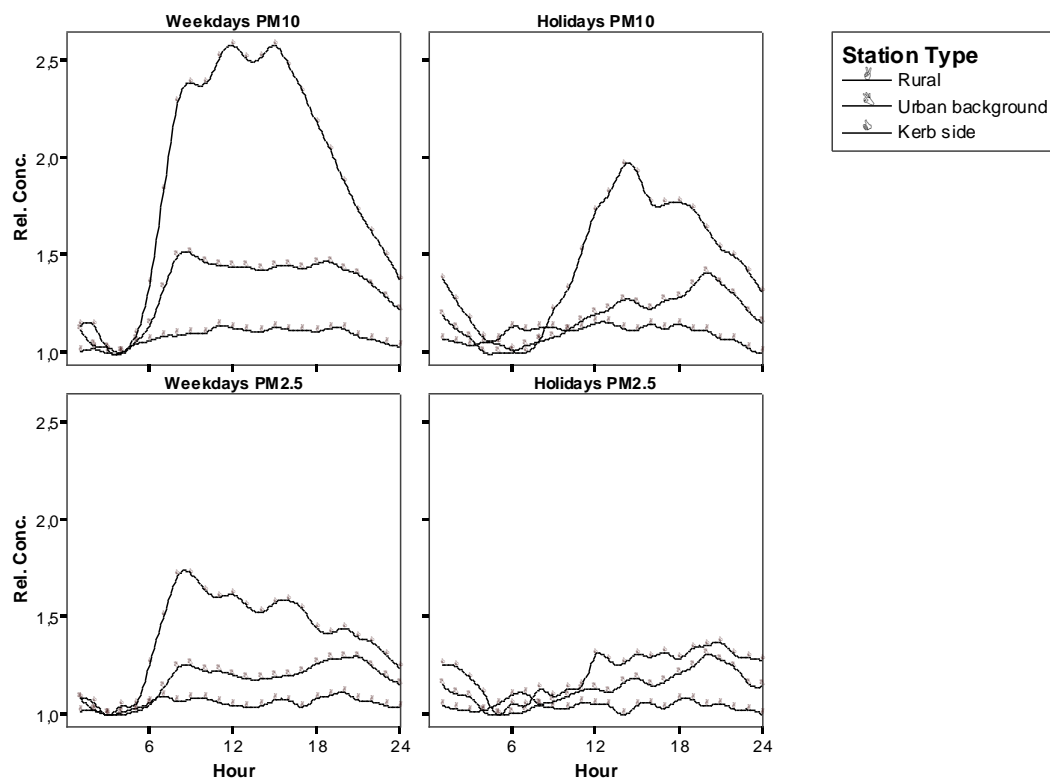 Weekdays PM10
Holidays PM10
Station Type
Rural
Urban background
Kerb side
2,5
2,0
1,5
1,0
Rel. Conc.
Weekdays PM2.5
Holidays PM2.5
2,5
2,0
1,5
1,0
Rel. Conc.
6 12 18 24
6 12 18 24
Hour
Hour